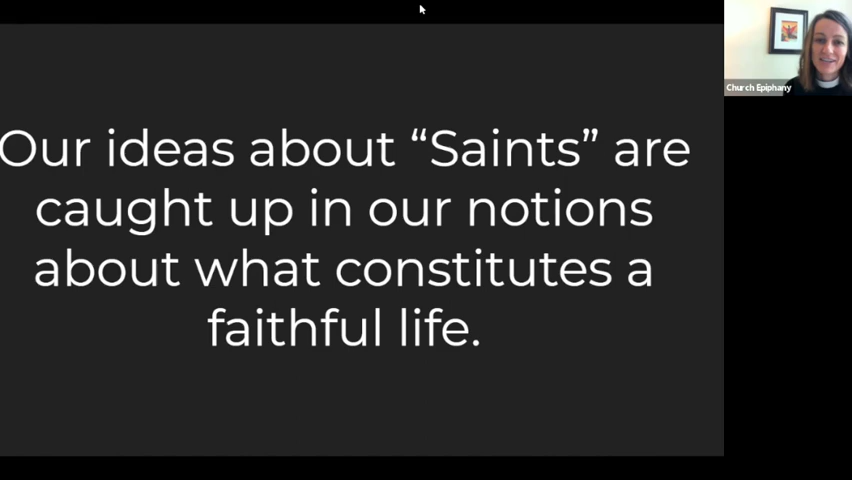 Our ideas about “Saints” are
caught up in our notions
about what constitutes a
faithful life.
Church Epiphany